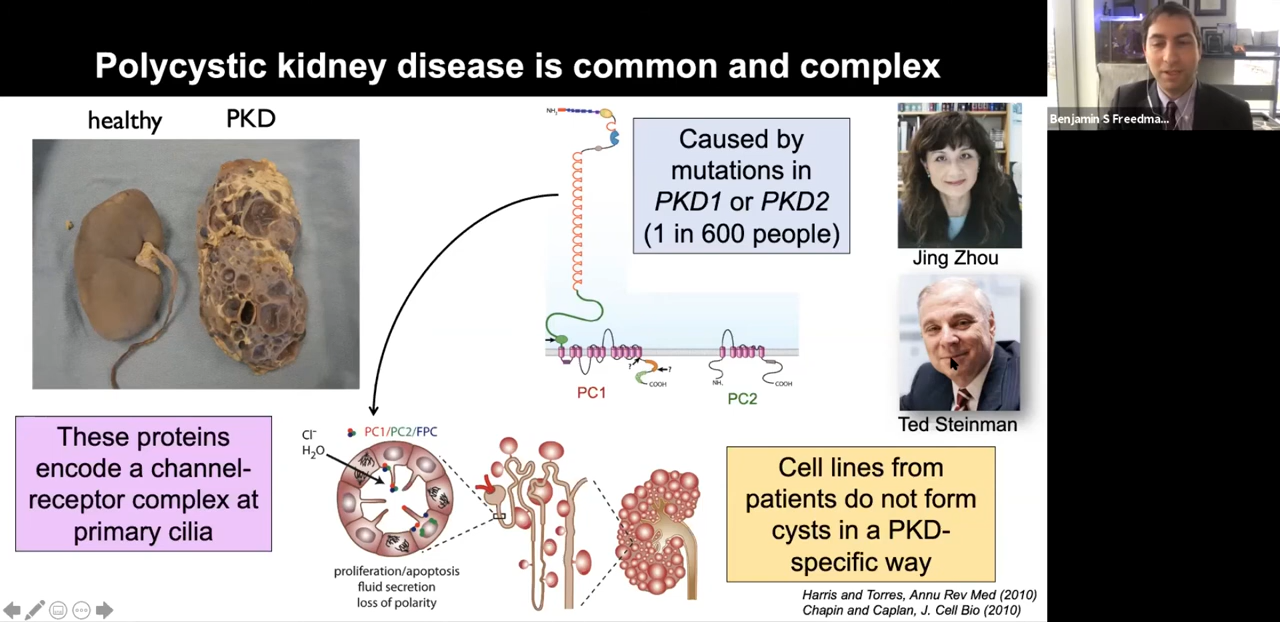 Polycystic kidney disease is common and complex
Benjamin S Freedma...
healthy
PKD
NH₂
Caused by
mutations in
PKD1 or PKD2
(1 in 600 people)
Jing Zhou
?
?
COOH
NH₂
COOH
PC1
PC2
Ted Steinman
These proteins
encode a channel-
receptor complex at
primary cilia
Cl⁻
H₂O
PC1/PC2/FPC
proliferation/apoptosis
fluid secretion
loss of polarity
Cell lines from
patients do not form
cysts in a PKD-
specific way
Harris and Torres, Annu Rev Med (2010)
Chapin and Caplan, J. Cell Bio (2010)